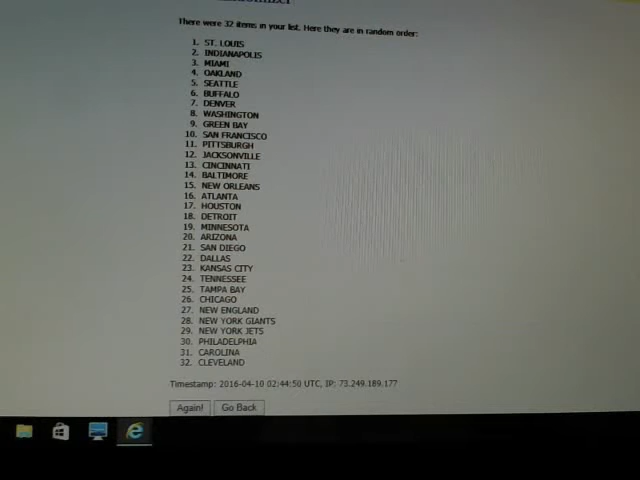 There were 32 items in your list. Here they are in random order:
1. ST. LOUIS
2. INDIANAPOLIS
3. MIAMI
4. OAKLAND
5. SEATTLE
6. BUFFALO
7. DENVER
8. WASHINGTON
9. GREEN BAY
10. SAN FRANCISCO
11. PITTSBURGH
12. JACKSONVILLE
13. CINCINNATI
14. BALTIMORE
15. NEW ORLEANS
16. ATLANTA
17. HOUSTON
18. DETROIT
19. MINNESOTA
20. ARIZONA
21. SAN DIEGO
22. DALLAS
23. KANSAS CITY
24. TENNESSEE
25. TAMPA BAY
26. CHICAGO
27. NEW ENGLAND
28. NEW YORK GIANTS
29. NEW YORK JETS
30. PHILADELPHIA
31. CAROLINA
32. CLEVELAND
Timestamp: 2016-04-10 02:44:50 UTC, IP: 73.249.189.177
Again! Go Back